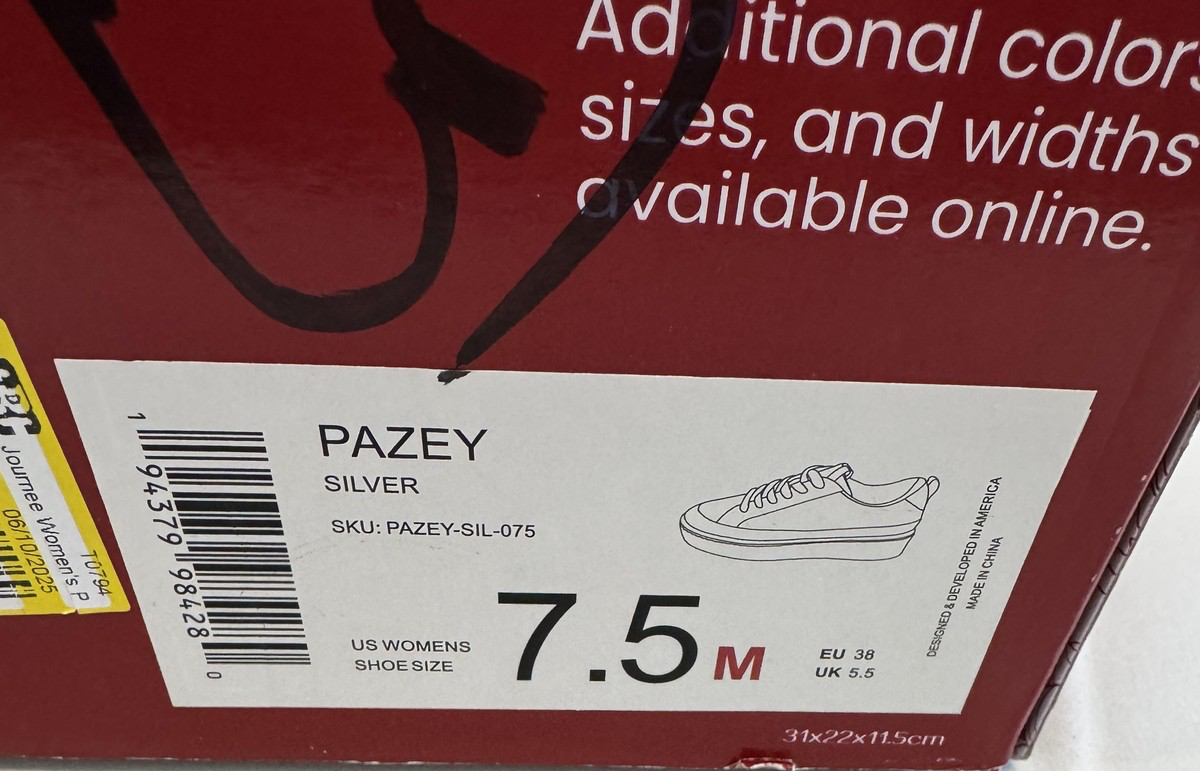 Additional colors
sizes, and widths
available online.
Journee Women's P
06/10/2025
T0794
1 94379 98428 0
PAZEY
SILVER
SKU: PAZEY-SIL-075
US WOMENS
SHOE SIZE
7.5 M
EU 38
UK 5.5
DESIGNED & DEVELOPED IN AMERICA
MADE IN CHINA
31x22x11.5cm